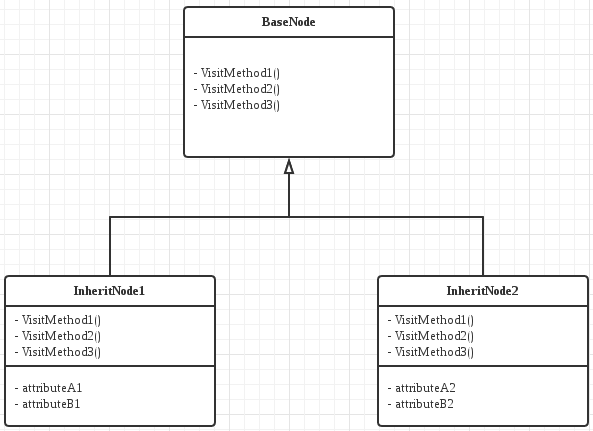 BaseNode
- VisitMethod1()
- VisitMethod2()
- VisitMethod3()
InheritNode1
- VisitMethod1()
- VisitMethod2()
- VisitMethod3()
- attributeA1
- attributeB1
InheritNode2
- VisitMethod1()
- VisitMethod2()
- VisitMethod3()
- attributeA2
- attributeB2